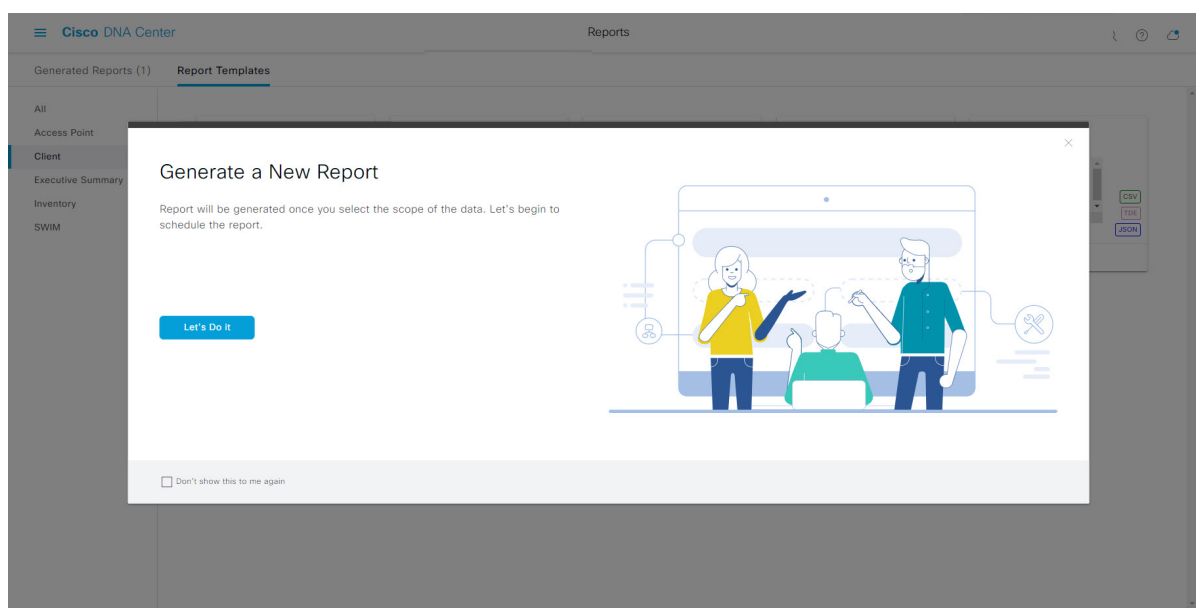 Cisco DNA Center
Reports
Generated Reports (1)
Report Templates
All
Access Point
Client
Executive Summary
Inventory
SWIM
Generate a New Report
Report will be generated once you select the scope of the data. Let's begin to
schedule the report.
Let's Do it
Don't show this to me again
CSV
TDE
JSON